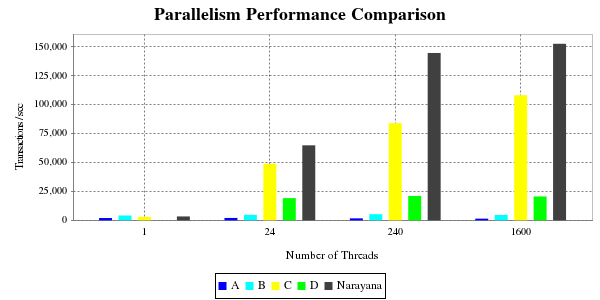 Parallelism Performance Comparison
150,000
125,000
100,000
75,000
50,000
25,000
0
Transactions/sec
1 24 240 1600
Number of Threads
A B C D Narayana